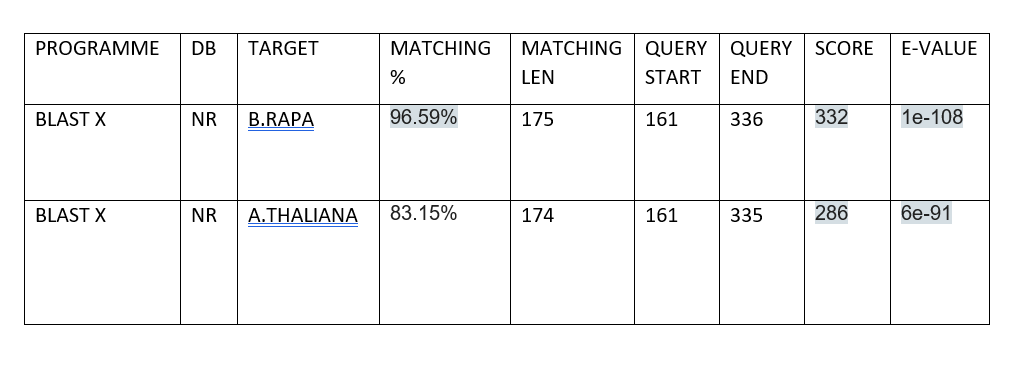 PROGRAMME DB TARGET MATCHING % MATCHING LEN QUERY START QUERY END SCORE E-VALUE
BLAST X NR B.RAPA 96.59% 175 161 336 332 1e-108
BLAST X NR A.THALIANA 83.15% 174 161 335 286 6e-91